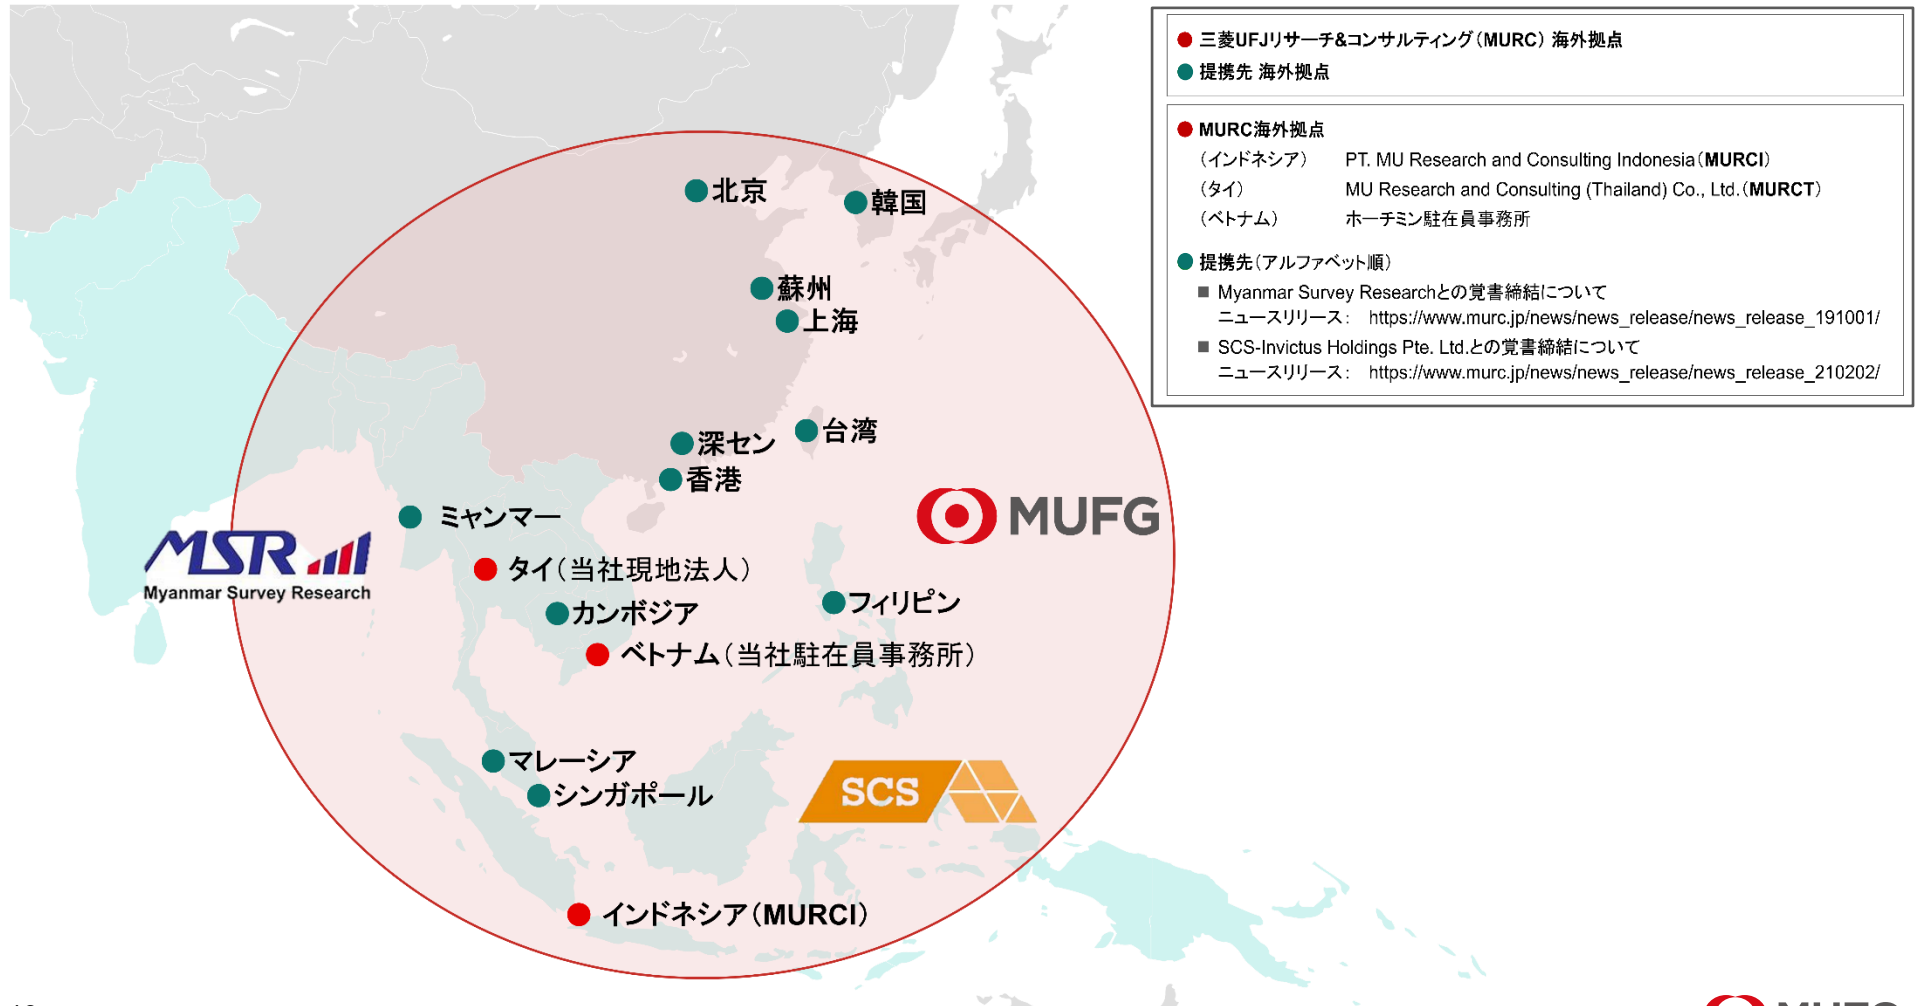 ● 三菱UFJリサーチ&コンサルティング（MURC）海外拠点
● 提携先 海外拠点
● MURC海外拠点
（インドネシア） PT. MU Research and Consulting Indonesia（MURCI）
（タイ） MU Research and Consulting (Thailand) Co., Ltd.（MURCT）
（ベトナム） ホーチミン駐在員事務所
● 提携先（アルファベット順）
■ Myanmar Survey Researchとの覚書締結について
ニュースリリース： https://www.murc.jp/news/news_release/news_release_191001/
■ SCS-Invictus Holdings Pte. Ltd.との覚書締結について
ニュースリリース： https://www.murc.jp/news/news_release/news_release_210202/
北京
韓国
蘇州
上海
台湾
深セン
香港
MUFG
ミャンマー
MSR
Myanmar Survey Research
タイ（当社現地法人）
フィリピン
カンボジア
ベトナム（当社駐在員事務所）
マレーシア
シンガポール
SCS
インドネシア（MURCI）